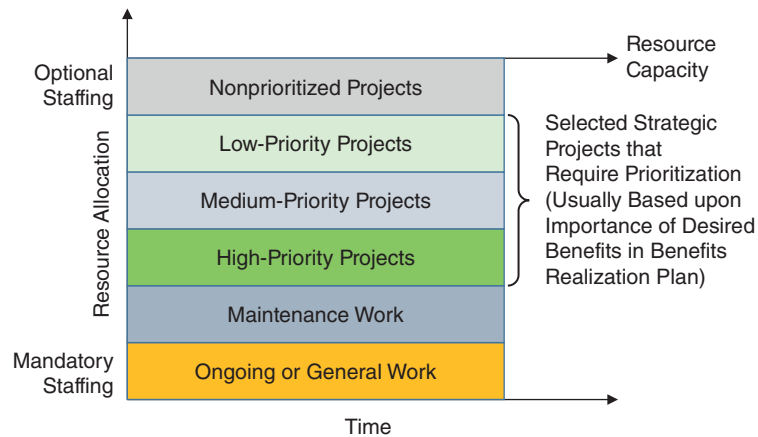 Optional
Staffing
Resource
Capacity
Nonprioritized Projects
Low-Priority Projects
Medium-Priority Projects
High-Priority Projects
Maintenance Work
Ongoing or General Work
Selected Strategic
Projects that
Require Prioritization
(Usually Based upon
Importance of Desired
Benefits in Benefits
Realization Plan)
Resource Allocation
Mandatory
Staffing
Time